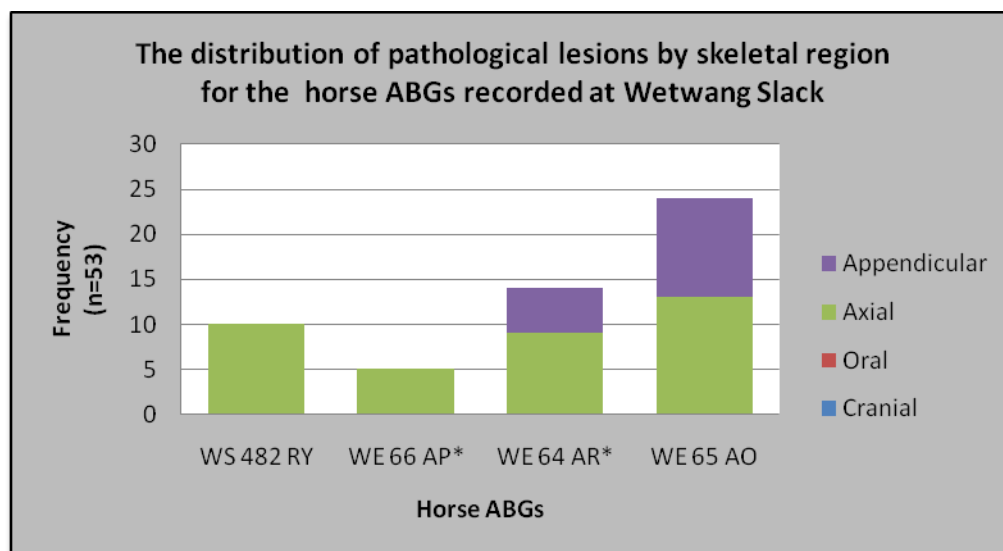 The distribution of pathological lesions by skeletal region
for the horse ABGs recorded at Wetwang Slack
Frequency
(n=53)
30
25
20
15
10
5
0
WS 482 RY WE 66 AP* WE 64 AR* WE 65 AO
Horse ABGs
Appendicular
Axial
Oral
Cranial